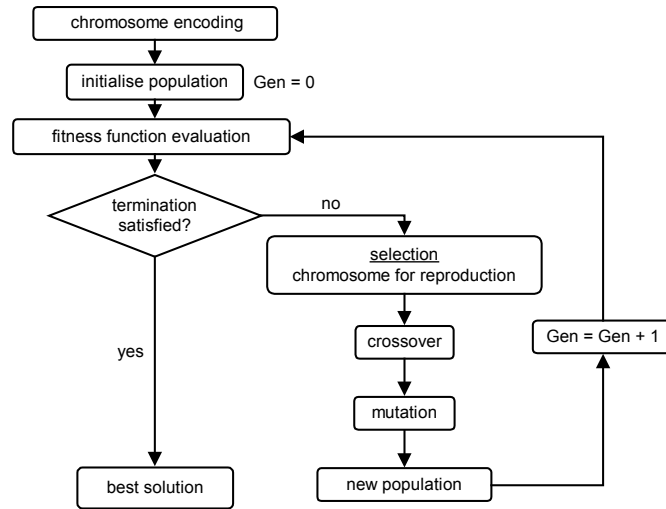 chromosome encoding
initialise population
Gen = 0
fitness function evaluation
termination
satisfied?
no
selection
chromosome for reproduction
yes
crossover
Gen = Gen + 1
mutation
best solution
new population